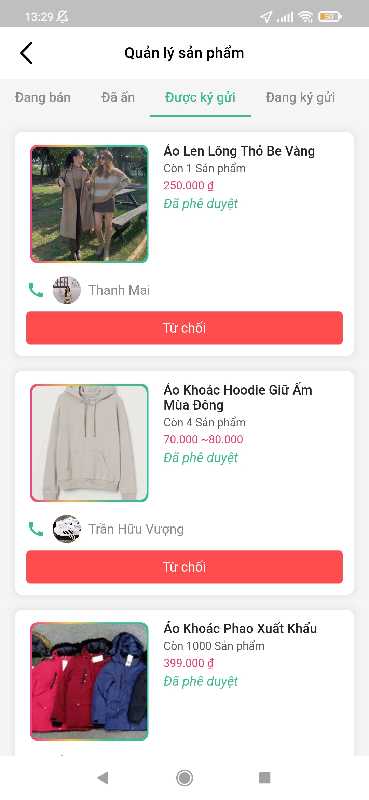 13:29
Quản lý sản phẩm
Đang bán Đã ẩn Được ký gửi Đang ký gửi
Áo Len Lông Thỏ Be Vàng
Còn 1 Sản phẩm
250.000 ₫
Đã phê duyệt
Thanh Mai
Từ chối
Áo Khoác Hoodie Giữ Ấm
Mùa Đông
Còn 4 Sản phẩm
70.000 ~80.000
Đã phê duyệt
Trần Hữu Vượng
Từ chối
Áo Khoác Phao Xuất Khẩu
Còn 1000 Sản phẩm
399.000 ₫
Đã phê duyệt